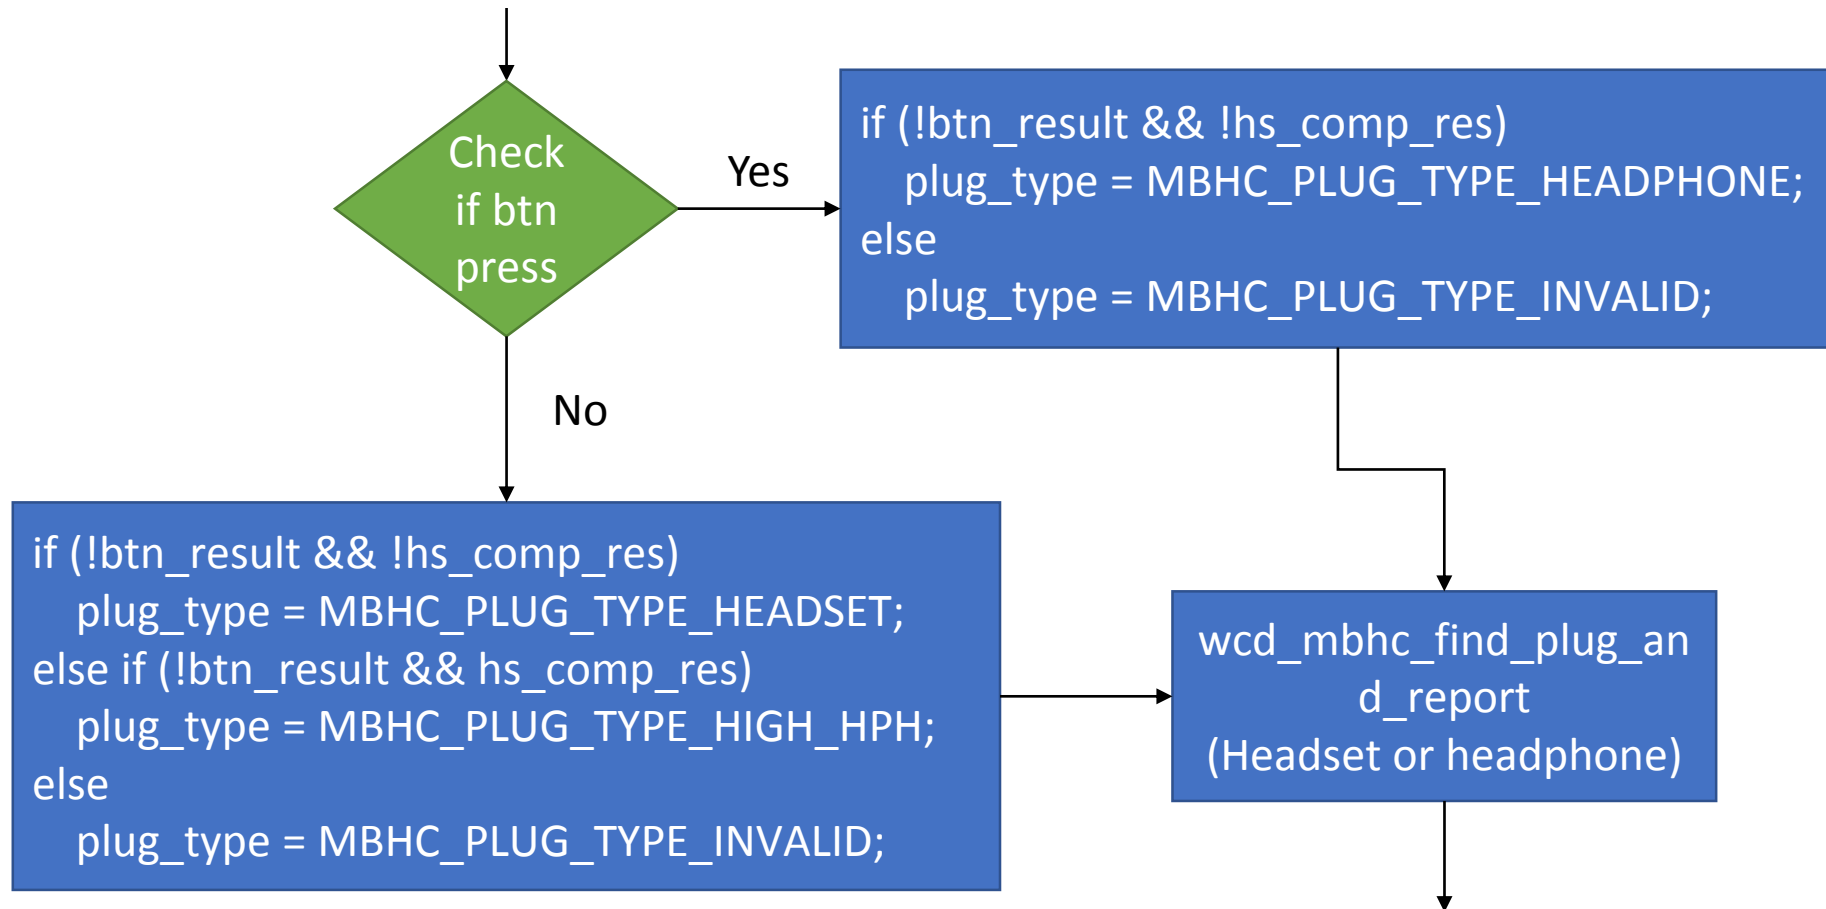 Check
if btn
press
Yes
if (!btn_result && !hs_comp_res)
plug_type = MBHC_PLUG_TYPE_HEADPHONE;
else
plug_type = MBHC_PLUG_TYPE_INVALID;
No
if (!btn_result && !hs_comp_res)
plug_type = MBHC_PLUG_TYPE_HEADSET;
else if (!btn_result && hs_comp_res)
plug_type = MBHC_PLUG_TYPE_HIGH_HPH;
else
plug_type = MBHC_PLUG_TYPE_INVALID;
wcd_mbhc_find_plug_an
d_report
(Headset or headphone)